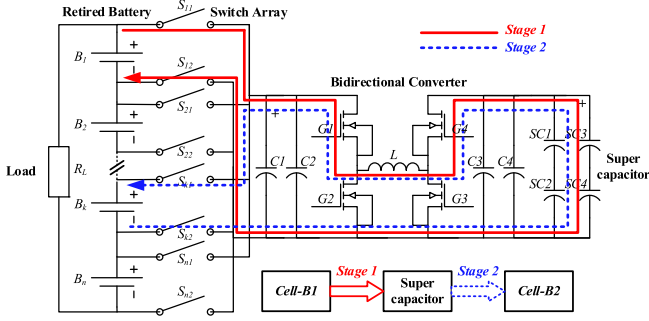 Retired Battery
Switch Array
S11
Stage 1
Stage 2
B1
+
S12
S21
Bidirectional Converter
B2
+
S22
G1
G4
+
+
Load
RL
Sk1
C1
C2
L
C3
C4
SC1
SC3
Super
capacitor
SC2
SC4
Bk
+
G2
G3
Sk2
Sn1
Bn
+
Sn2
Cell-B1
Stage 1
Super
capacitor
Stage 2
Cell-B2